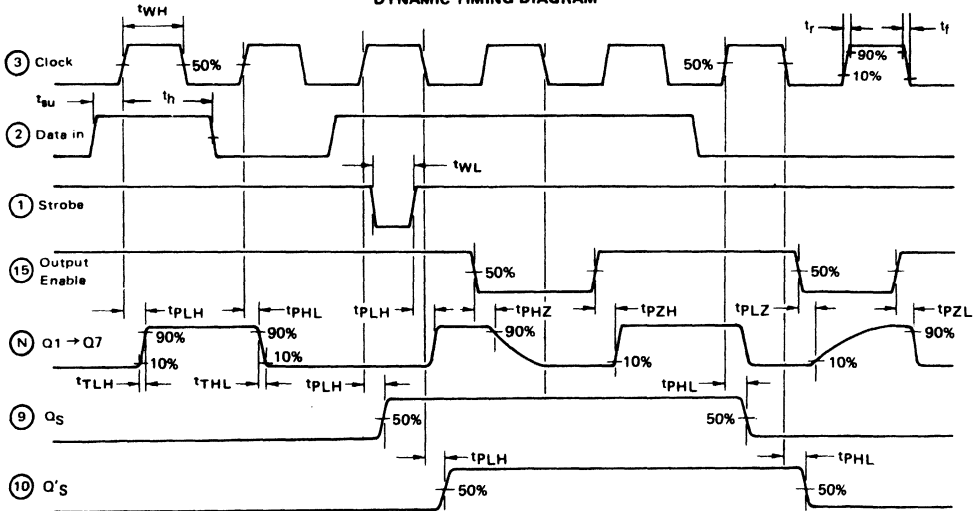 DYNAMIC TIMING DIAGRAM
tWH
tr
tf
3 Clock
50%
50%
90%
10%
tsu
th
2 Data in
tWL
1 Strobe
15 Output Enable
50%
50%
tPLH
tPHL
tPLH
tPHZ
tPZH
tPLZ
tPZL
N Q1 → Q7
90%
90%
90%
90%
10%
10%
10%
10%
tTLH
tTHL
tPLH
tPHL
9 QS
50%
50%
tPLH
tPHL
10 Q'S
50%
50%